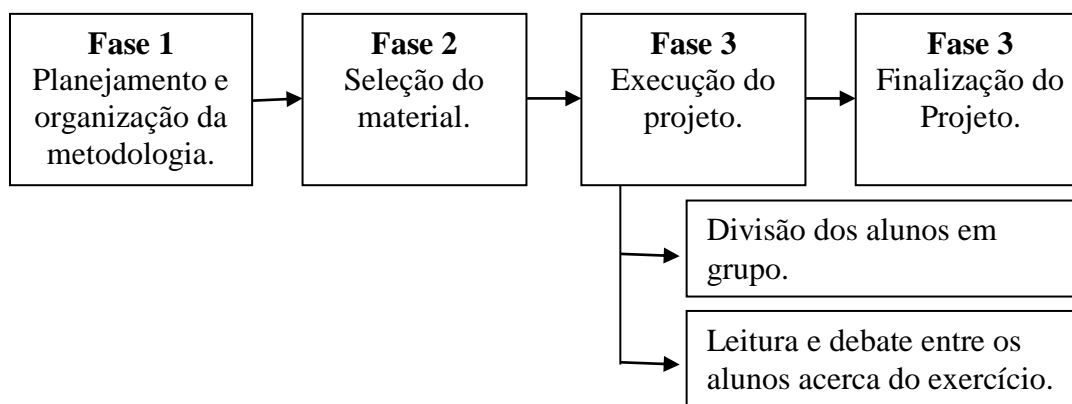 Fase 1
Planejamento e
organização da
metodologia.
Fase 2
Seleção do
material.
Fase 3
Execução do
projeto.
Fase 3
Finalização do
Projeto.
Divisão dos alunos em
grupo.
Leitura e debate entre os
alunos acerca do exercício.